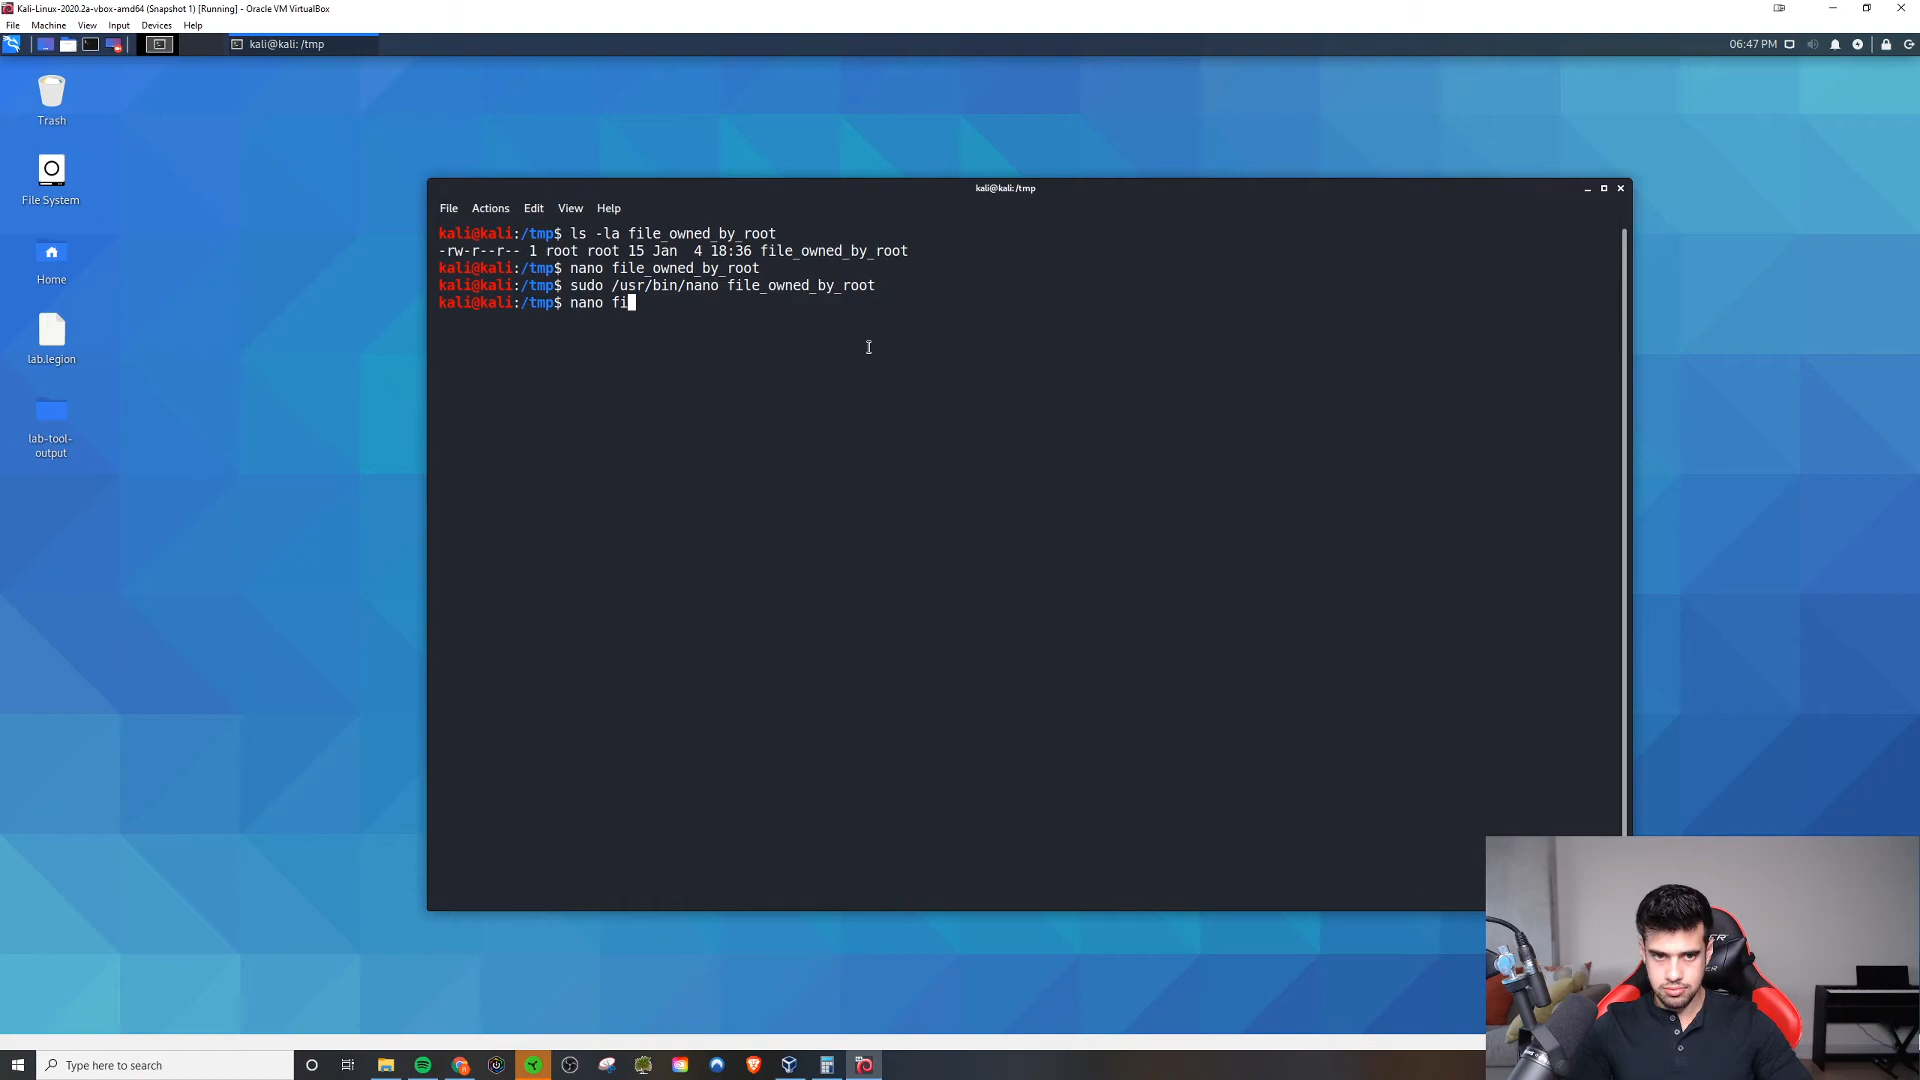 Kali-Linux-2020.2a-vbox-amd64 (Snapshot 1) [Running] - Oracle VM VirtualBox
File Machine View Input Devices Help
kali@kali: /tmp
06:47 PM
Trash
File System
Home
lab.legion
lab-tool-
output
kali@kali:/tmp
File Actions Edit View Help
kali@kali:/tmp$ ls -la file_owned_by_root
-rw-r--r-- 1 root root 15 Jan  4 18:36 file_owned_by_root
kali@kali:/tmp$ nano file_owned_by_root
kali@kali:/tmp$ sudo /usr/bin/nano file_owned_by_root
kali@kali:/tmp$ nano fi
Type here to search